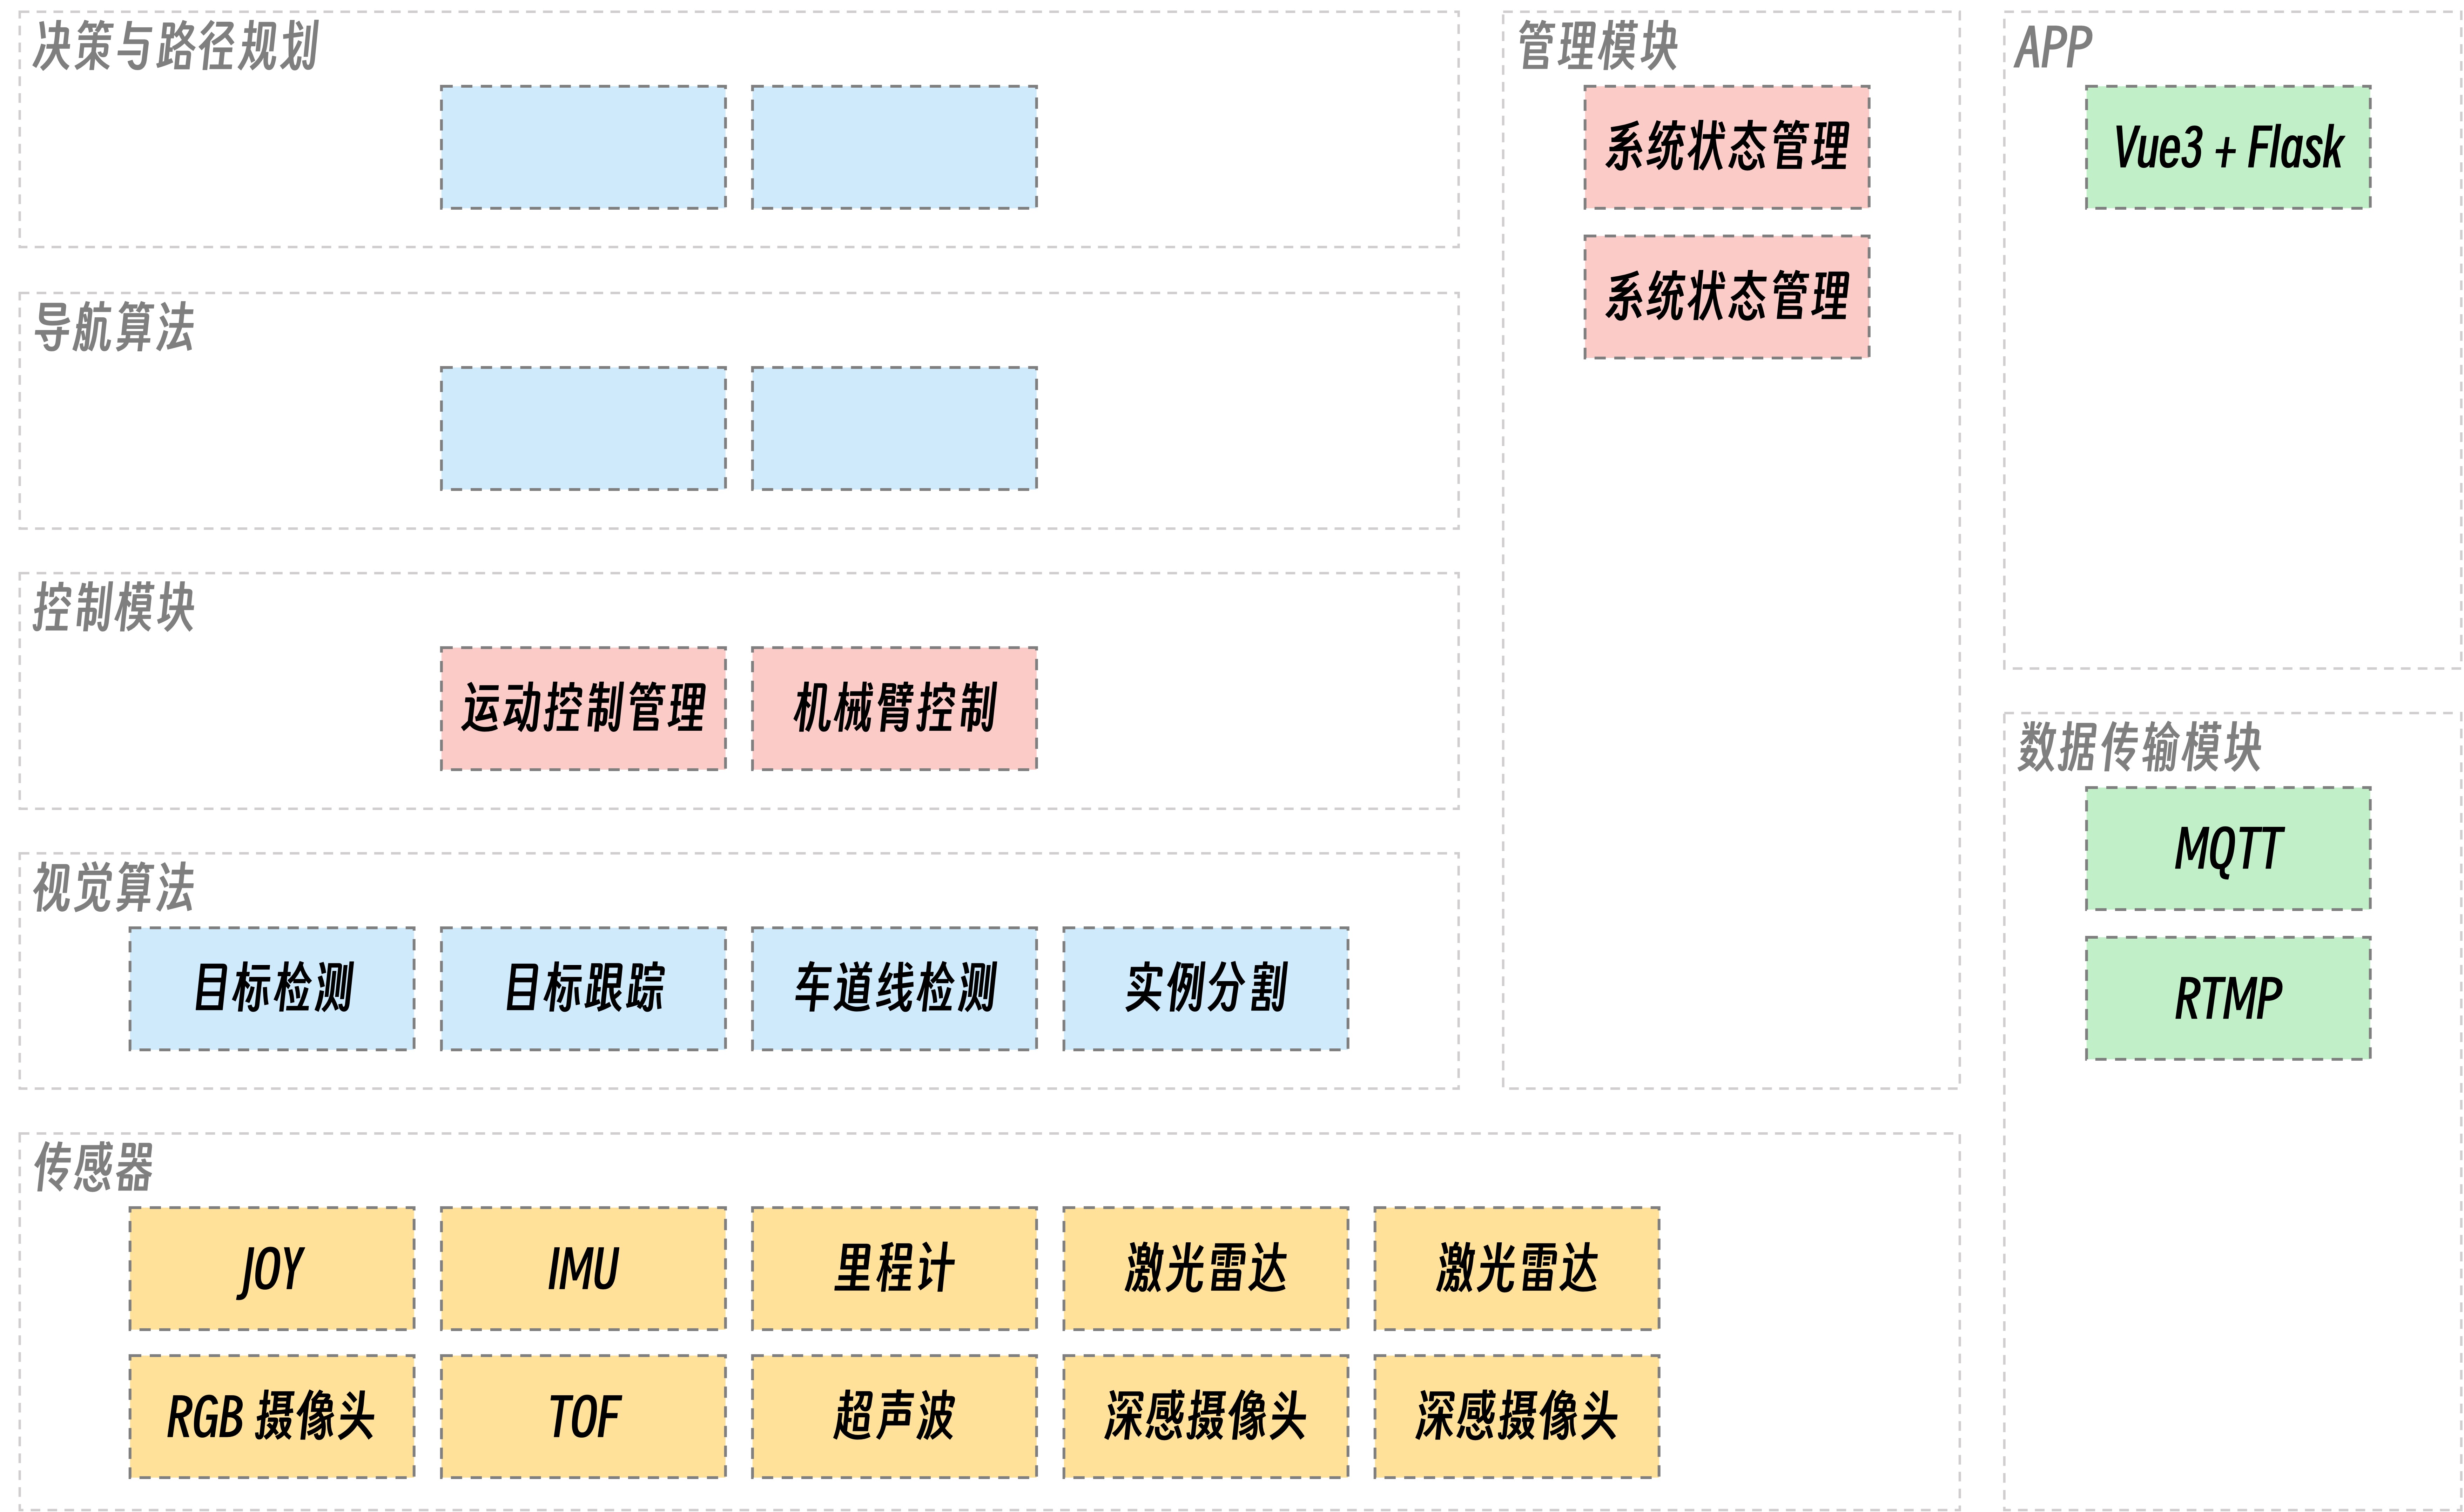 决策与路径规划
导航算法
控制模块
运动控制管理
机械臂控制
视觉算法
目标检测
目标跟踪
车道线检测
实例分割
管理模块
系统状态管理
系统状态管理
APP
Vue3 + Flask
数据传输模块
MQTT
RTMP
传感器
JOY
IMU
里程计
激光雷达
激光雷达
RGB 摄像头
TOF
超声波
深感摄像头
深感摄像头